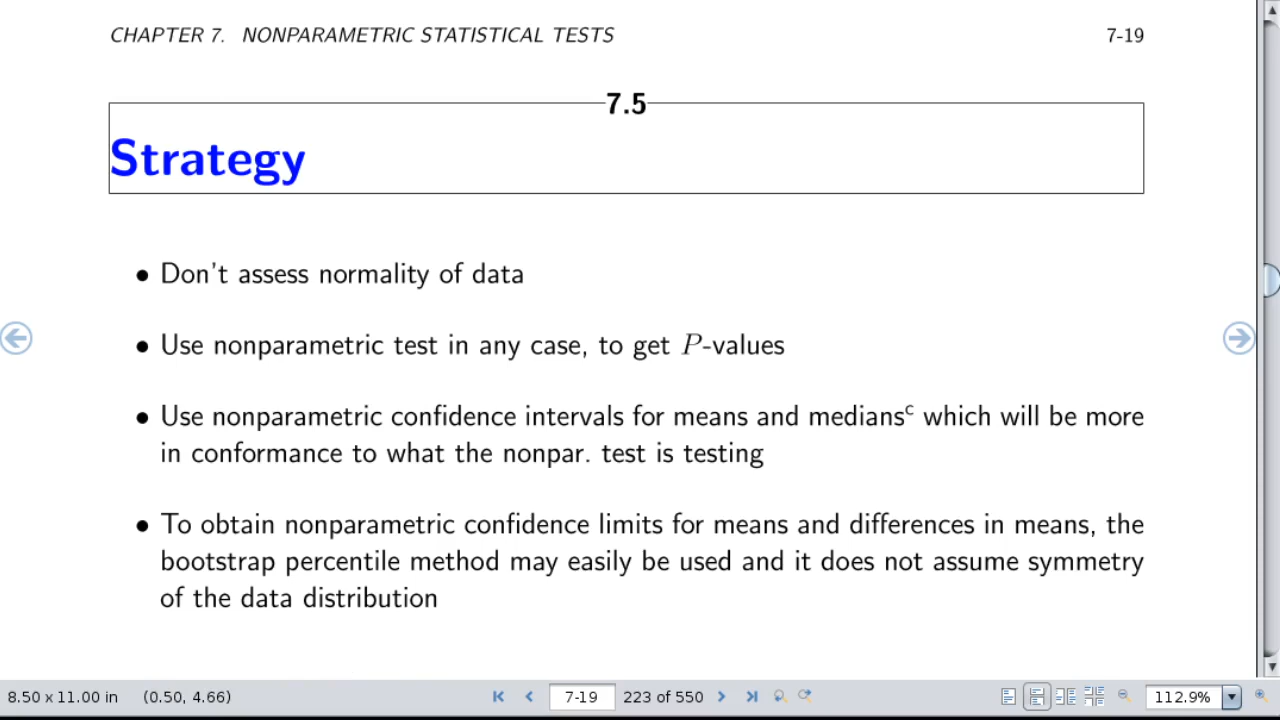 CHAPTER 7. NONPARAMETRIC STATISTICAL TESTS 7-19
7.5
Strategy
• Don't assess normality of data
• Use nonparametric test in any case, to get P-values
• Use nonparametric confidence intervals for means and mediansᶜ which will be more
in conformance to what the nonpar. test is testing
• To obtain nonparametric confidence limits for means and differences in means, the
bootstrap percentile method may easily be used and it does not assume symmetry
of the data distribution
8.50 x 11.00 in (0.50, 4.66) 7-19 223 of 550 112.9%